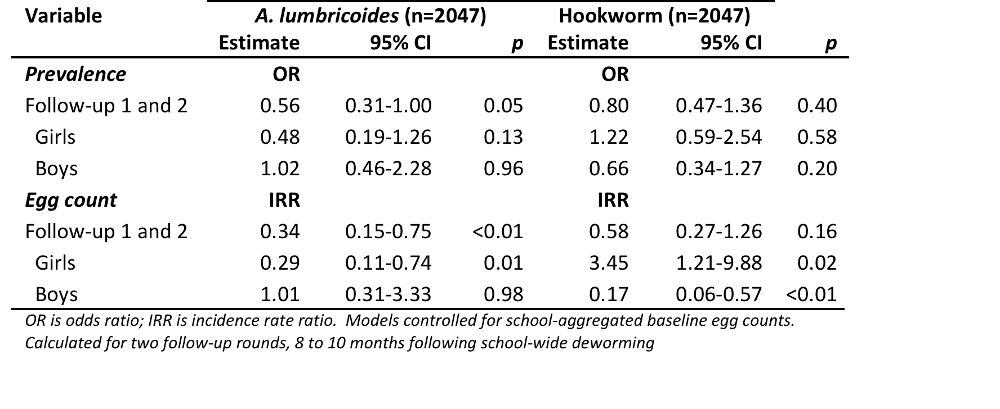 Variable A. lumbricoides (n=2047) Hookworm (n=2047)
Estimate 95% CI p Estimate 95% CI p
Prevalence OR OR
Follow-up 1 and 2 0.56 0.31-1.00 0.05 0.80 0.47-1.36 0.40
Girls 0.48 0.19-1.26 0.13 1.22 0.59-2.54 0.58
Boys 1.02 0.46-2.28 0.96 0.66 0.34-1.27 0.20
Egg count IRR IRR
Follow-up 1 and 2 0.34 0.15-0.75 <0.01 0.58 0.27-1.26 0.16
Girls 0.29 0.11-0.74 0.01 3.45 1.21-9.88 0.02
Boys 1.01 0.31-3.33 0.98 0.17 0.06-0.57 <0.01
OR is odds ratio; IRR is incidence rate ratio.  Models controlled for school-aggregated baseline egg counts.
Calculated for two follow-up rounds, 8 to 10 months following school-wide deworming